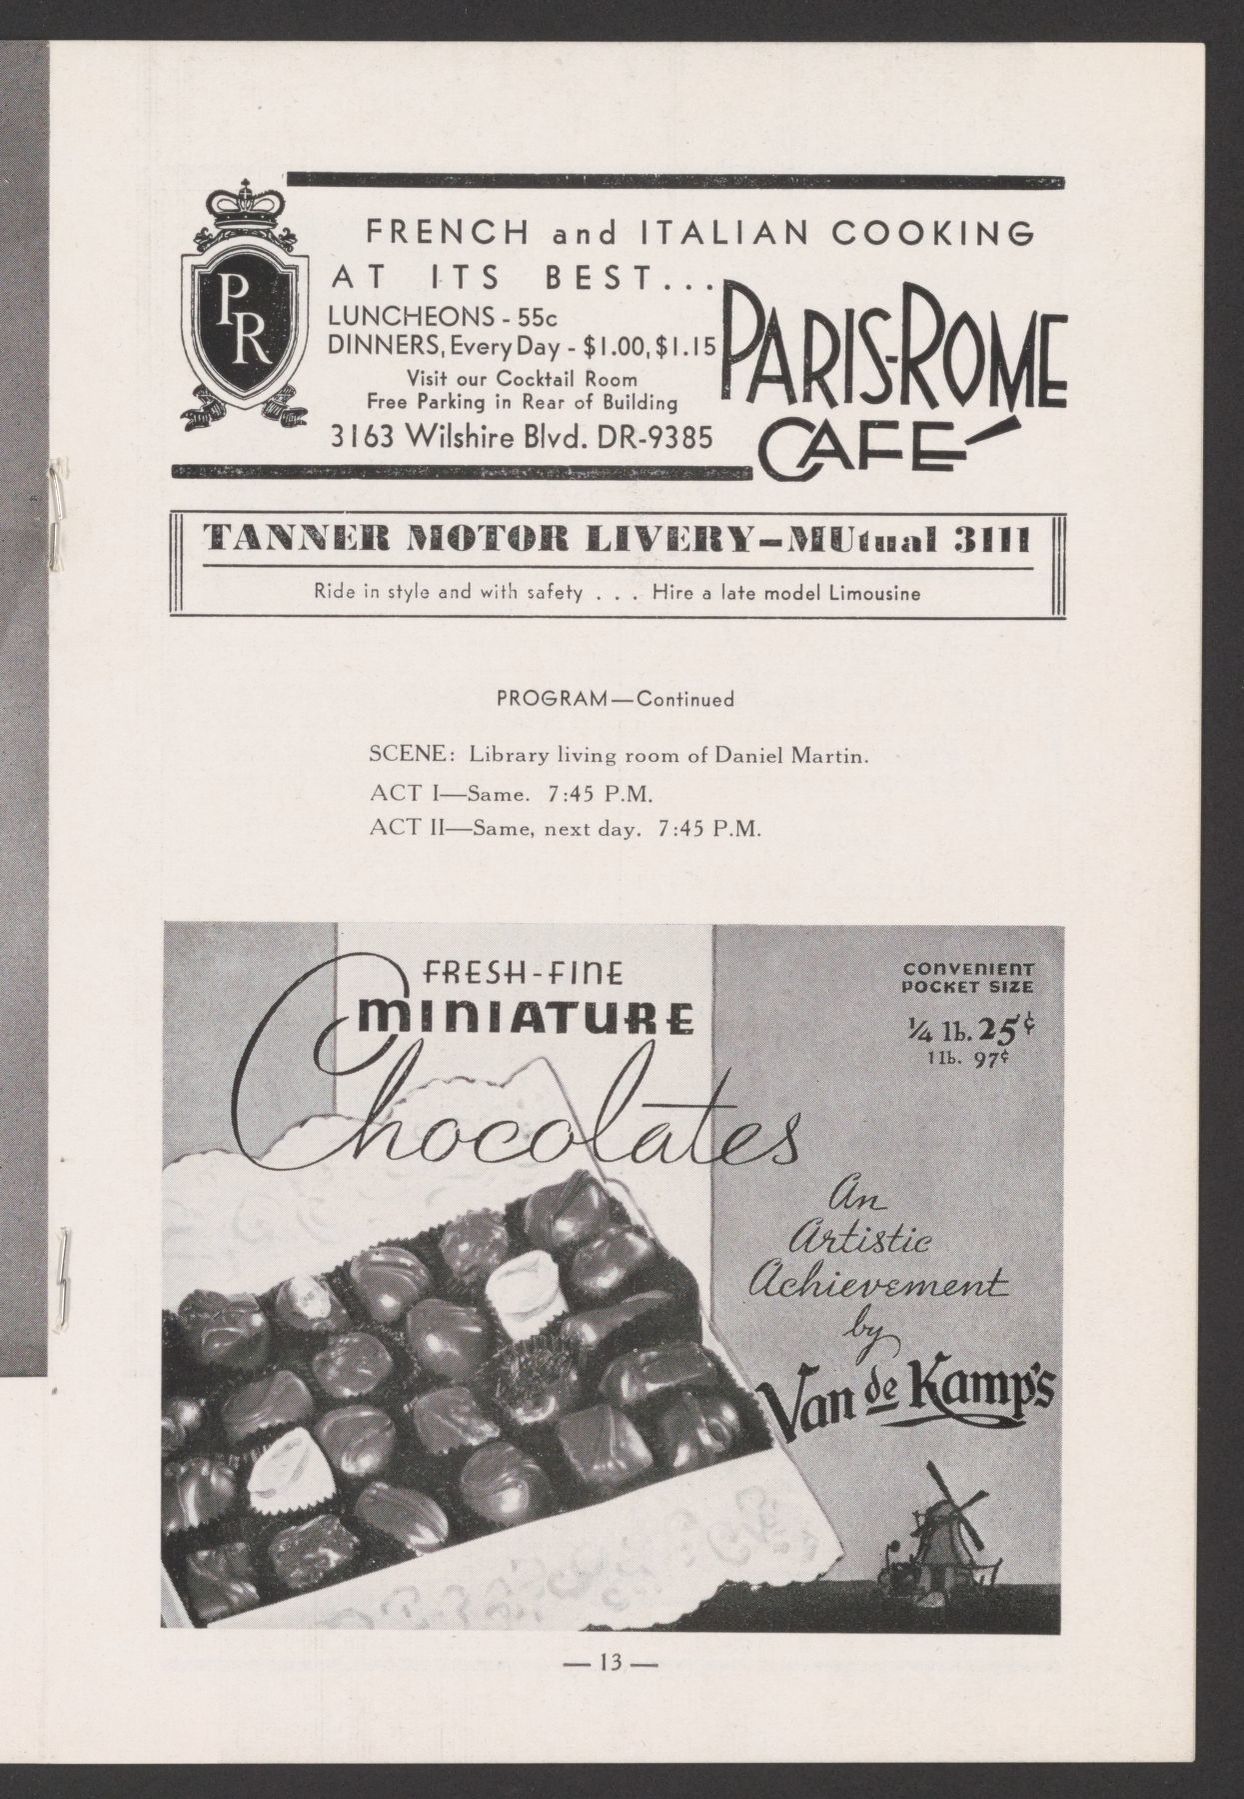 FRENCH and ITALIAN COOKING
AT ITS BEST...
PR
LUNCHEONS - 55c
DINNERS, Every Day - $1.00, $1.15
Visit our Cocktail Room
Free Parking in Rear of Building
3163 Wilshire Blvd. DR-9385
PARIS-ROME
CAFÉ
TANNER MOTOR LIVERY—MUtual 3111
Ride in style and with safety . . . Hire a late model Limousine
PROGRAM—Continued
SCENE: Library living room of Daniel Martin.
ACT I—Same. 7:45 P.M.
ACT II—Same, next day. 7:45 P.M.
FRESH-FINE
MINIATURE
Chocolates
CONVENIENT
POCKET SIZE
¼ lb. 25¢
1 lb. 97¢
An
Artistic
Achievement
by
Van de Kamp's
— 13 —